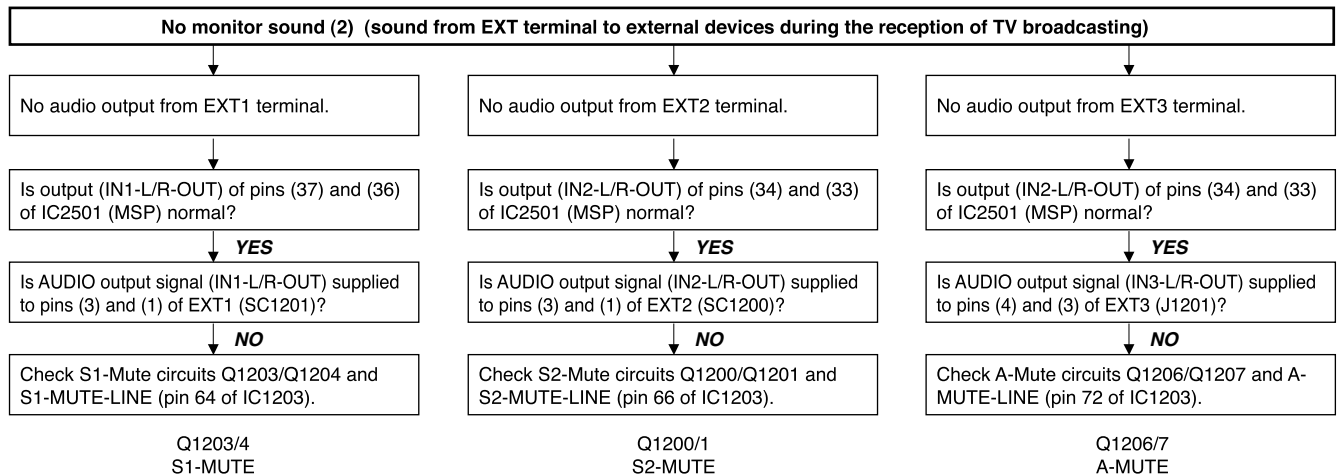 No monitor sound (2)  (sound from EXT terminal to external devices during the reception of TV broadcasting)
No audio output from EXT1 terminal.
Is output (IN1-L/R-OUT) of pins (37) and (36)
of IC2501 (MSP) normal?
YES
Is AUDIO output signal (IN1-L/R-OUT) supplied
to pins (3) and (1) of EXT1 (SC1201)?
NO
Check S1-Mute circuits Q1203/Q1204 and
S1-MUTE-LINE (pin 64 of IC1203).
Q1203/4
S1-MUTE
No audio output from EXT2 terminal.
Is output (IN2-L/R-OUT) of pins (34) and (33)
of IC2501 (MSP) normal?
YES
Is AUDIO output signal (IN2-L/R-OUT) supplied
to pins (3) and (1) of EXT2 (SC1200)?
NO
Check S2-Mute circuits Q1200/Q1201 and
S2-MUTE-LINE (pin 66 of IC1203).
Q1200/1
S2-MUTE
No audio output from EXT3 terminal.
Is output (IN2-L/R-OUT) of pins (34) and (33)
of IC2501 (MSP) normal?
YES
Is AUDIO output signal (IN3-L/R-OUT) supplied
to pins (4) and (3) of EXT3 (J1201)?
NO
Check A-Mute circuits Q1206/Q1207 and A-
MUTE-LINE (pin 72 of IC1203).
Q1206/7
A-MUTE